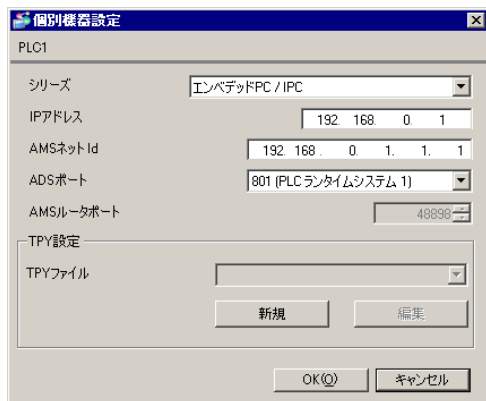 個別機器設定
PLC1
シリーズ エンベデッドPC / IPC
IPアドレス 192. 168. 0. 1
AMSネットId 192. 168. 0. 1. 1. 1
ADSポート 801 (PLC ランタイムシステム 1)
AMSルータポート 48898
TPY設定
TPYファイル
新規 編集
OK(O) キャンセル